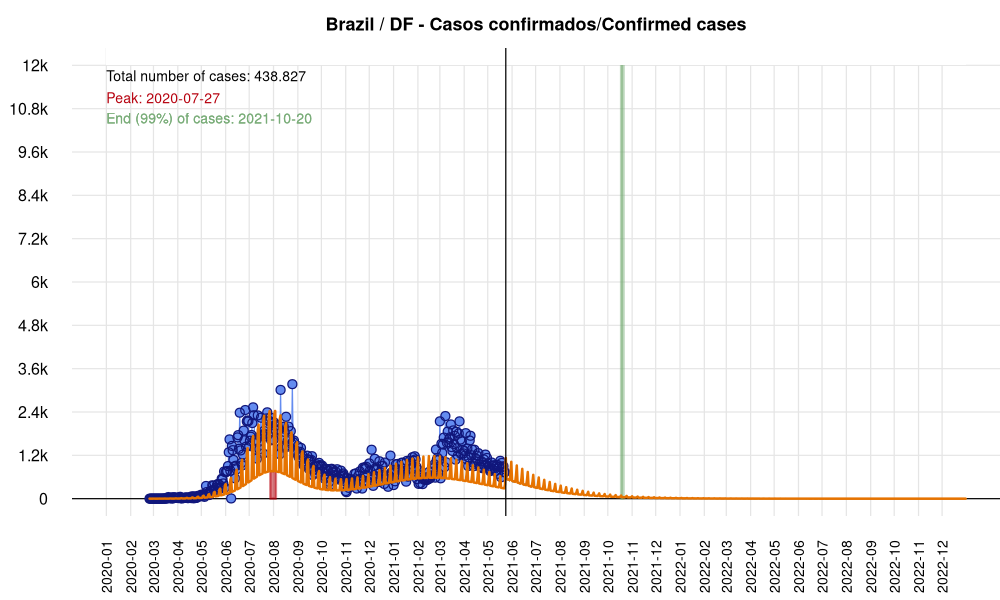 Brazil / DF - Casos confirmados/Confirmed cases
Total number of cases: 438.827
Peak: 2020-07-27
End (99%) of cases: 2021-10-20
12k
10.8k
9.6k
8.4k
7.2k
6k
4.8k
3.6k
2.4k
1.2k
0
2020-01
2020-02
2020-03
2020-04
2020-05
2020-06
2020-07
2020-08
2020-09
2020-10
2020-11
2020-12
2021-01
2021-02
2021-03
2021-04
2021-05
2021-06
2021-07
2021-08
2021-09
2021-10
2021-11
2021-12
2022-01
2022-02
2022-03
2022-04
2022-05
2022-06
2022-07
2022-08
2022-09
2022-10
2022-11
2022-12